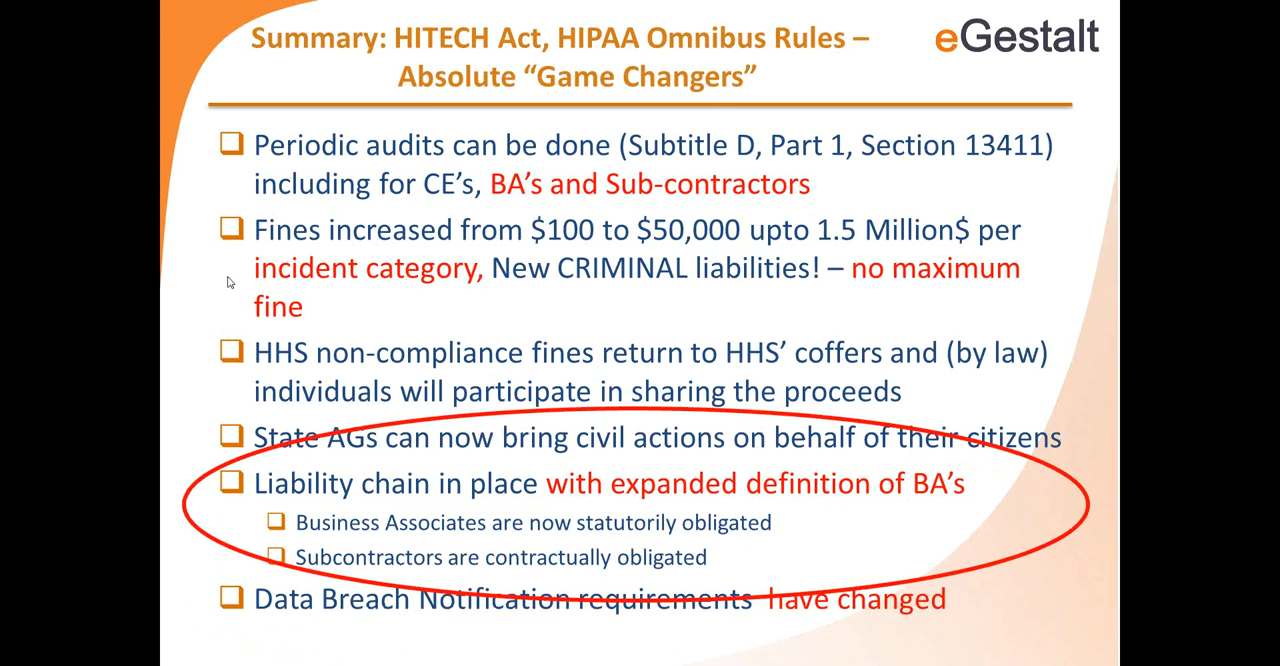 Summary: HITECH Act, HIPAA Omnibus Rules –
Absolute “Game Changers”
eGestalt
Periodic audits can be done (Subtitle D, Part 1, Section 13411)
including for CE’s, BA’s and Sub-contractors
Fines increased from $100 to $50,000 upto 1.5 Million$ per
incident category, New CRIMINAL liabilities! – no maximum
fine
HHS non-compliance fines return to HHS’ coffers and (by law)
individuals will participate in sharing the proceeds
State AGs can now bring civil actions on behalf of their citizens
Liability chain in place with expanded definition of BA’s
Business Associates are now statutorily obligated
Subcontractors are contractually obligated
Data Breach Notification requirements have changed